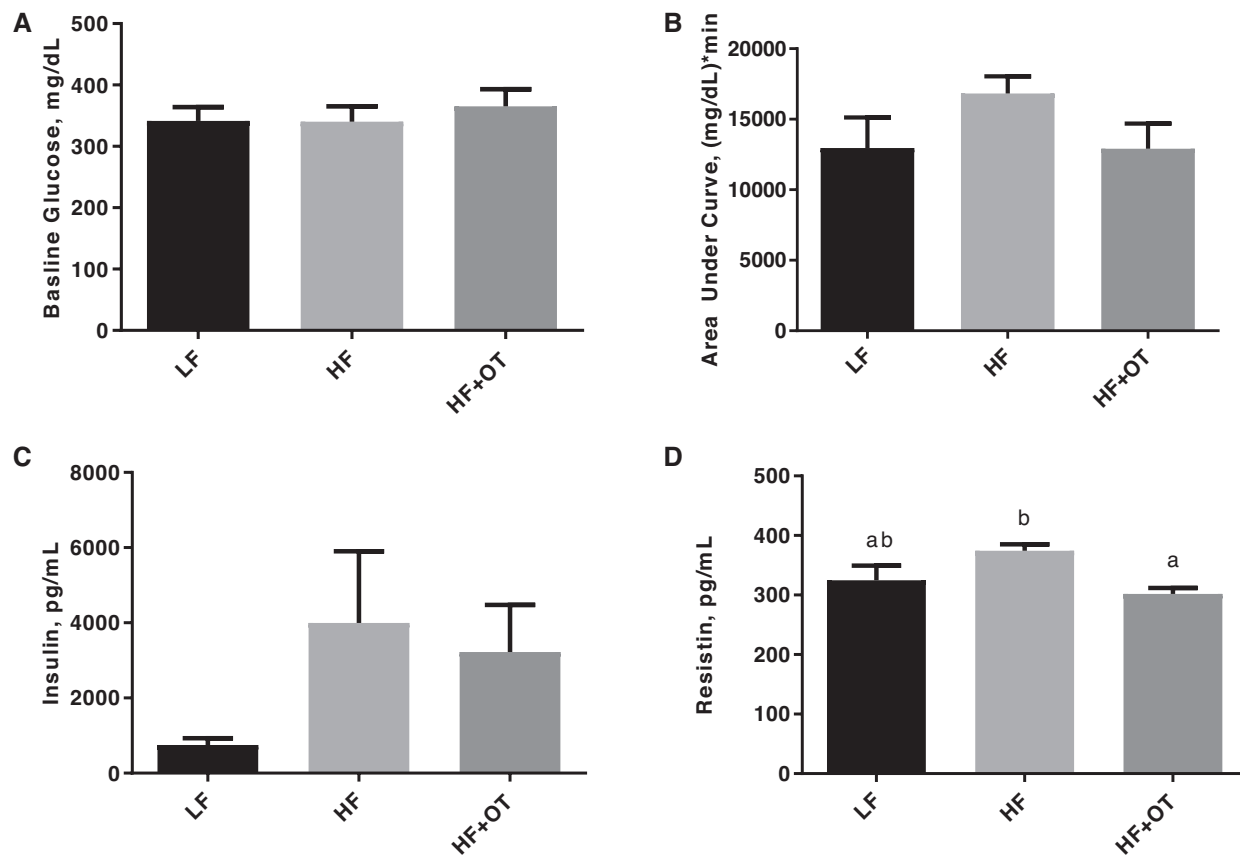 A
Basline Glucose, mg/dL
500
400
300
200
100
0
LF
HF
HF+OT
B
Area Under Curve, (mg/dL)*min
20000
15000
10000
5000
0
LF
HF
HF+OT
C
Insulin, pg/mL
8000
6000
4000
2000
0
LF
HF
HF+OT
D
Resistin, pg/mL
500
400
300
200
100
0
ab
b
a
LF
HF
HF+OT